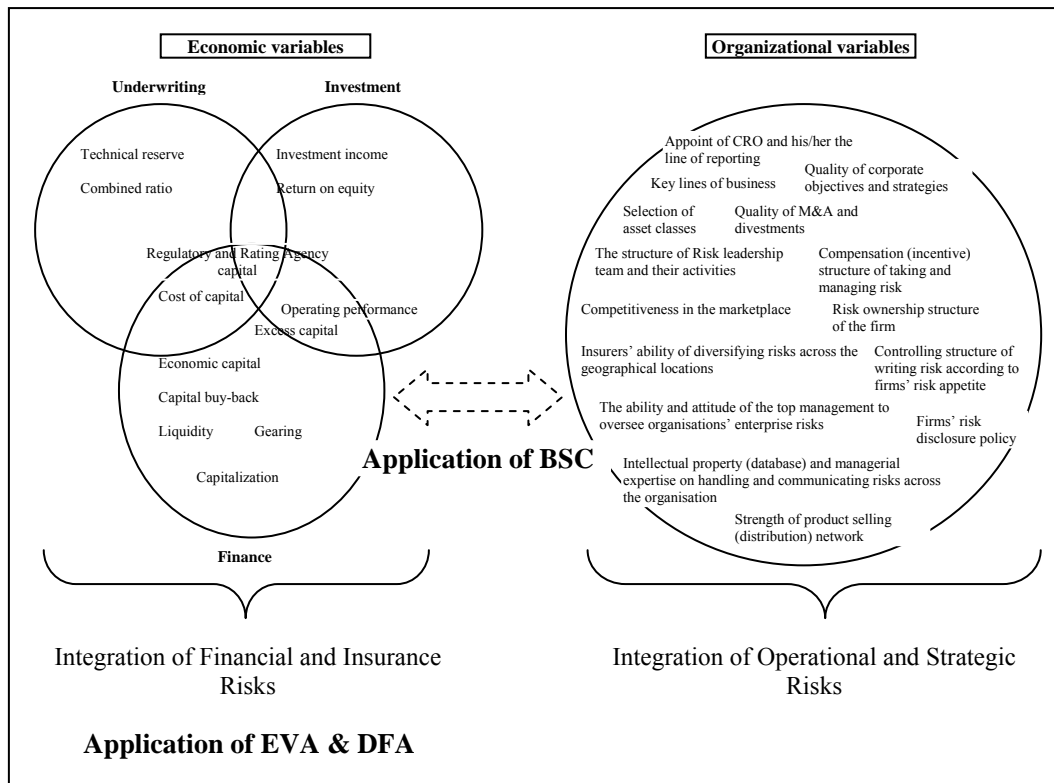 Economic variables
Organizational variables
Underwriting
Investment
Technical reserve
Combined ratio
Investment income
Return on equity
Regulatory and Rating Agency
capital
Cost of capital
Operating performance
Excess capital
Economic capital
Capital buy-back
Liquidity
Gearing
Capitalization
Finance
Appoint of CRO and his/her the
line of reporting
Quality of corporate
objectives and strategies
Key lines of business
Selection of
asset classes
Quality of M&A and
divestments
The structure of Risk leadership
team and their activities
Compensation (incentive)
structure of taking and
managing risk
Competitiveness in the marketplace
Risk ownership structure
of the firm
Insurers' ability of diversifying risks across the
geographical locations
Controlling structure of
writing risk according to
firms' risk appetite
The ability and attitude of the top management to
oversee organisations' enterprise risks
Firms' risk
disclosure policy
Intellectual property (database) and managerial
expertise on handling and communicating risks across
the organisation
Strength of product selling
(distribution) network
Application of BSC
Integration of Financial and Insurance
Risks
Integration of Operational and Strategic
Risks
Application of EVA & DFA